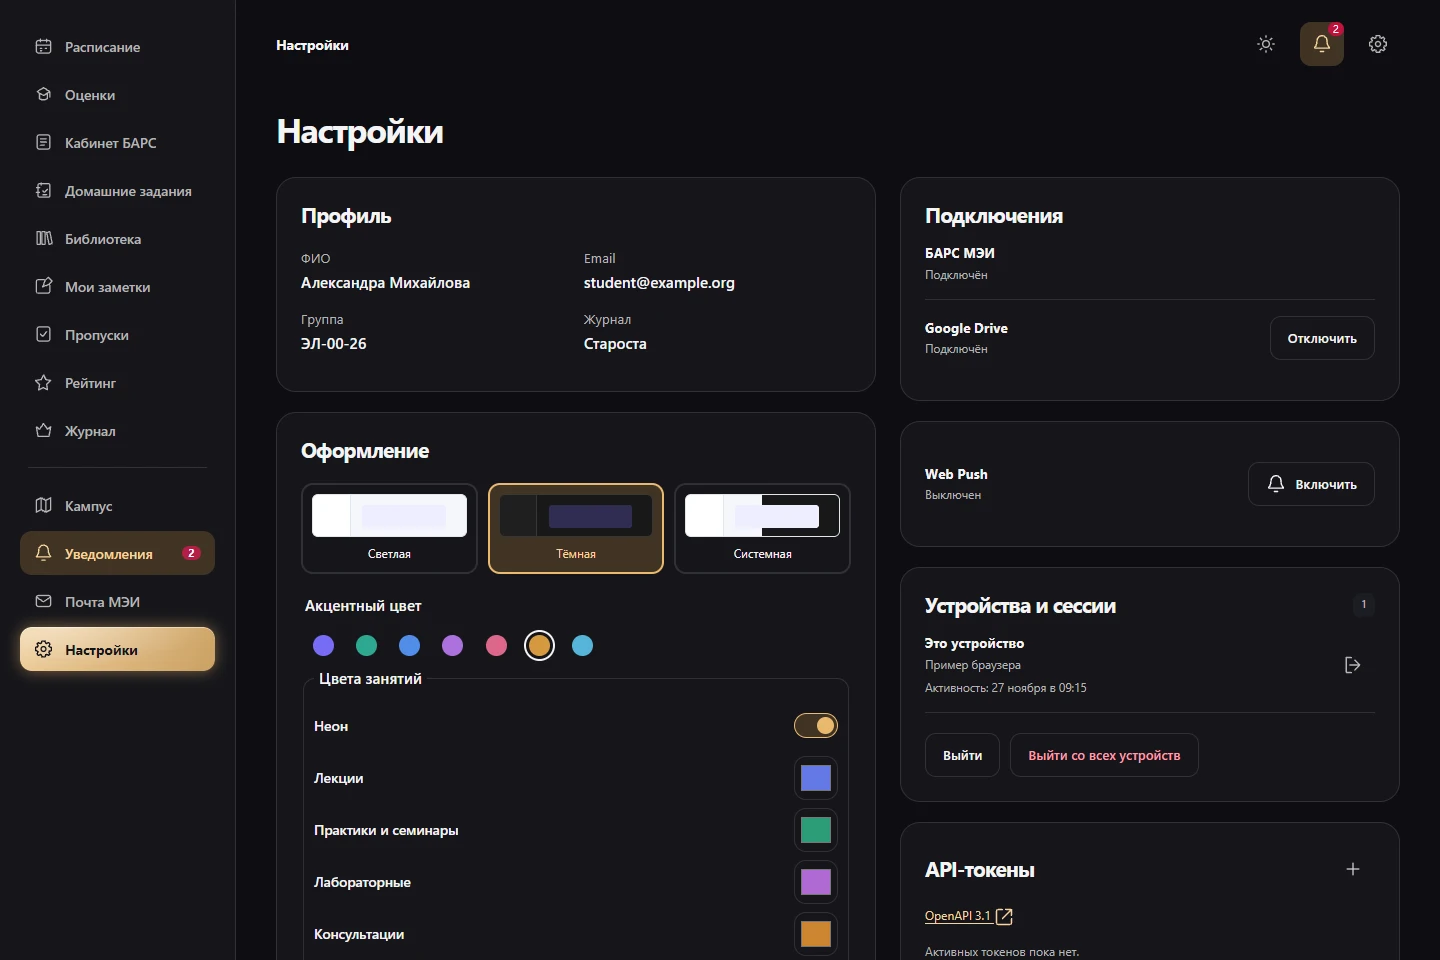 Расписание
Оценки
Кабинет БАРС
Домашние задания
Библиотека
Мои заметки
Пропуски
Рейтинг
Журнал
Кампус
Уведомления 2
Почта МЭИ
Настройки
Настройки
2
Настройки
Профиль
ФИО
Александра Михайлова
Email
student@example.org
Группа
ЭЛ-00-26
Журнал
Староста
Оформление
Светлая
Тёмная
Системная
Акцентный цвет
Цвета занятий
Неон
Лекции
Практики и семинары
Лабораторные
Консультации
Подключения
БАРС МЭИ
Подключён
Google Drive
Подключён
Отключить
Web Push
Выключен
Включить
Устройства и сессии
1
Это устройство
Пример браузера
Активность: 27 ноября в 09:15
Выйти
Выйти со всех устройств
API-токены
OpenAPI 3.1
Активных токенов пока нет.